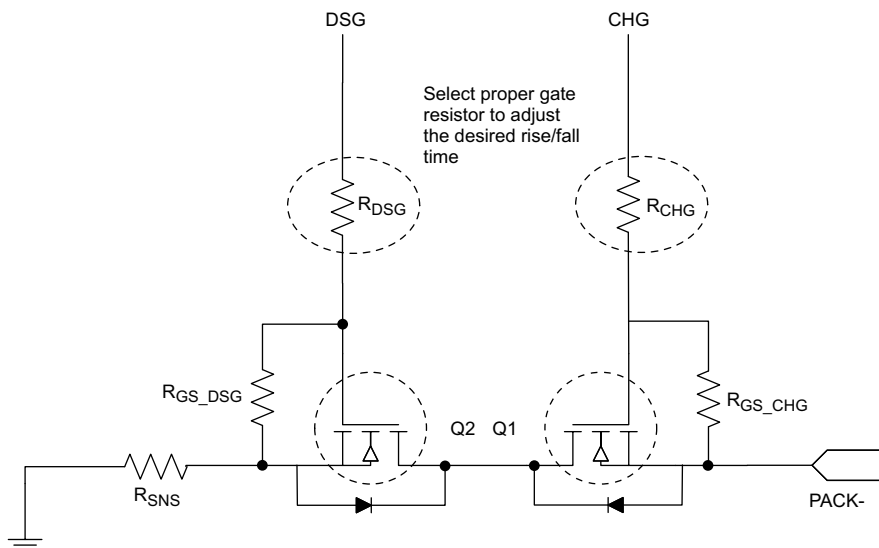 DSG
CHG
Select proper gate
resistor to adjust
the desired rise/fall
time
RDSG
RCHG
RGS_DSG
RGS_CHG
Q2 Q1
RSNS
PACK-